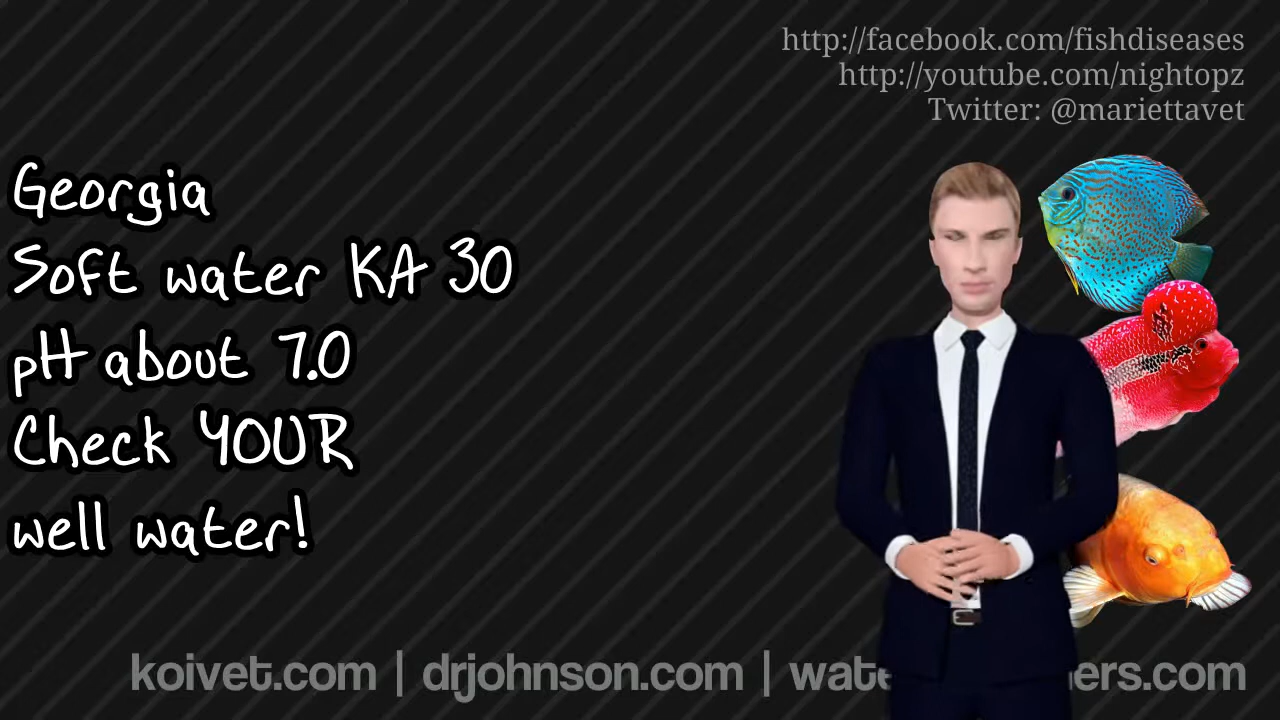 http://facebook.com/fishdiseases
http://youtube.com/nightopz
Twitter: @mariettavet
Georgia
Soft water KA 30
pH about 7.0
Check YOUR
well water!
koivet.com | drjohnson.com |